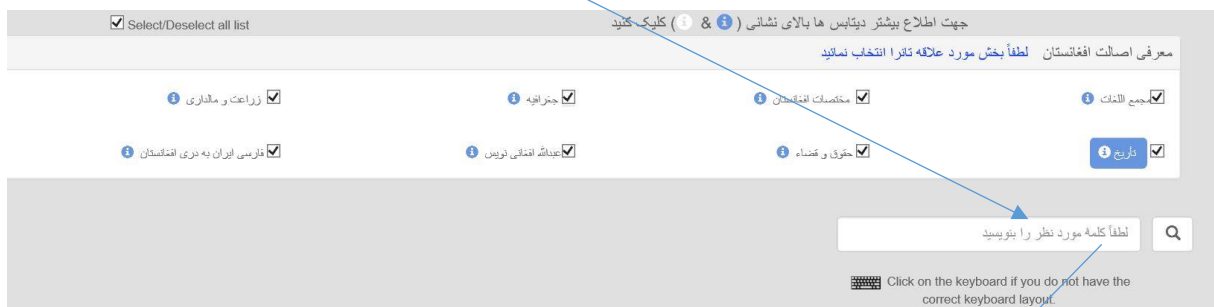 جهت اطلاع بیشتر دیتابس ها بالای نشانی ( & ) کلیک کنید
Select/Deselect all list
معرفی اصالت افغانستان لطفاً بخش مورد علاقه تانرا انتخاب نمائید
مجمع اللغات مختصات افغانستان جغرافیه زراعت و مالداری
تاریخ حقوق و قضاء عبدالله افغانی نویس فارسی ایران به دری افغانستان
لطفاً کلمهٔ مورد نظر را بنویسید
Click on the keyboard if you do not have the
correct keyboard layout.